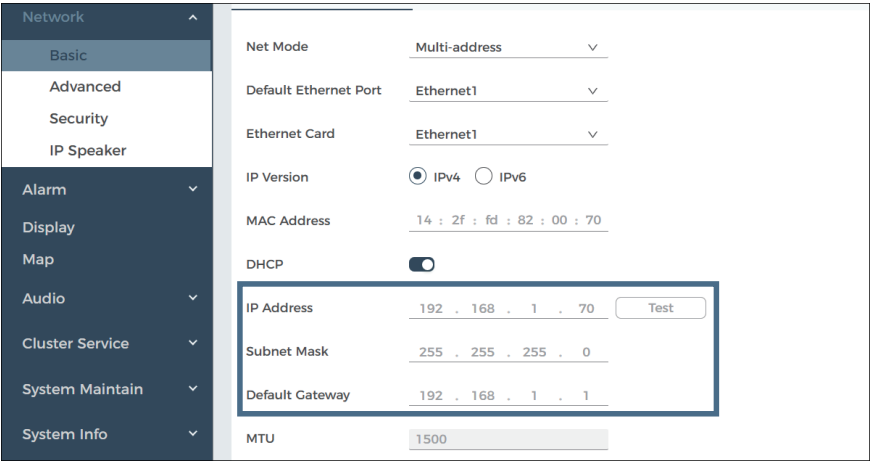 Network
Basic
Advanced
Security
IP Speaker
Alarm
Display
Map
Audio
Cluster Service
System Maintain
System Info
Net Mode Multi-address
Default Ethernet Port Ethernet1
Ethernet Card Ethernet1
IP Version IPv4 IPv6
MAC Address 14 : 2f : fd : 82 : 00 : 70
DHCP
IP Address 192 . 168 . 1 . 70 Test
Subnet Mask 255 . 255 . 255 . 0
Default Gateway 192 . 168 . 1 . 1
MTU 1500